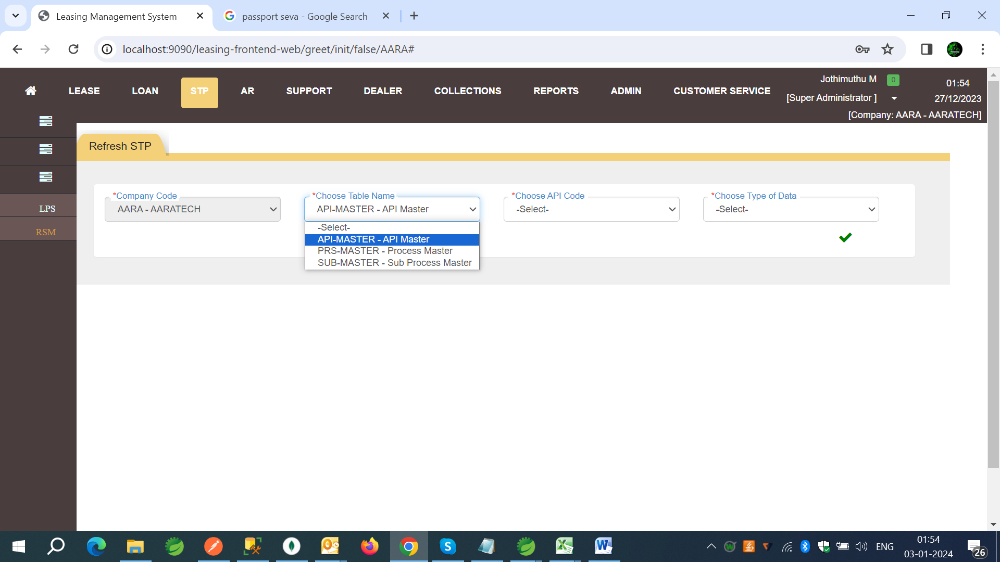 Leasing Management System
passport seva - Google Search
localhost:9090/leasing-frontend-web/greet/init/false/AARA#
LEASE LOAN STP AR SUPPORT DEALER COLLECTIONS REPORTS ADMIN CUSTOMER SERVICE
Jothimuthu M 0
[Super Administrator ]
01:54
27/12/2023
[Company: AARA - AARATECH]
LPS
RSM
Refresh STP
*Company Code
AARA - AARATECH
*Choose Table Name
API-MASTER - API Master
-Select-
API-MASTER - API Master
PRS-MASTER - Process Master
SUB-MASTER - Sub Process Master
*Choose API Code
-Select-
*Choose Type of Data
-Select-
ENG
01:54
03-01-2024
26